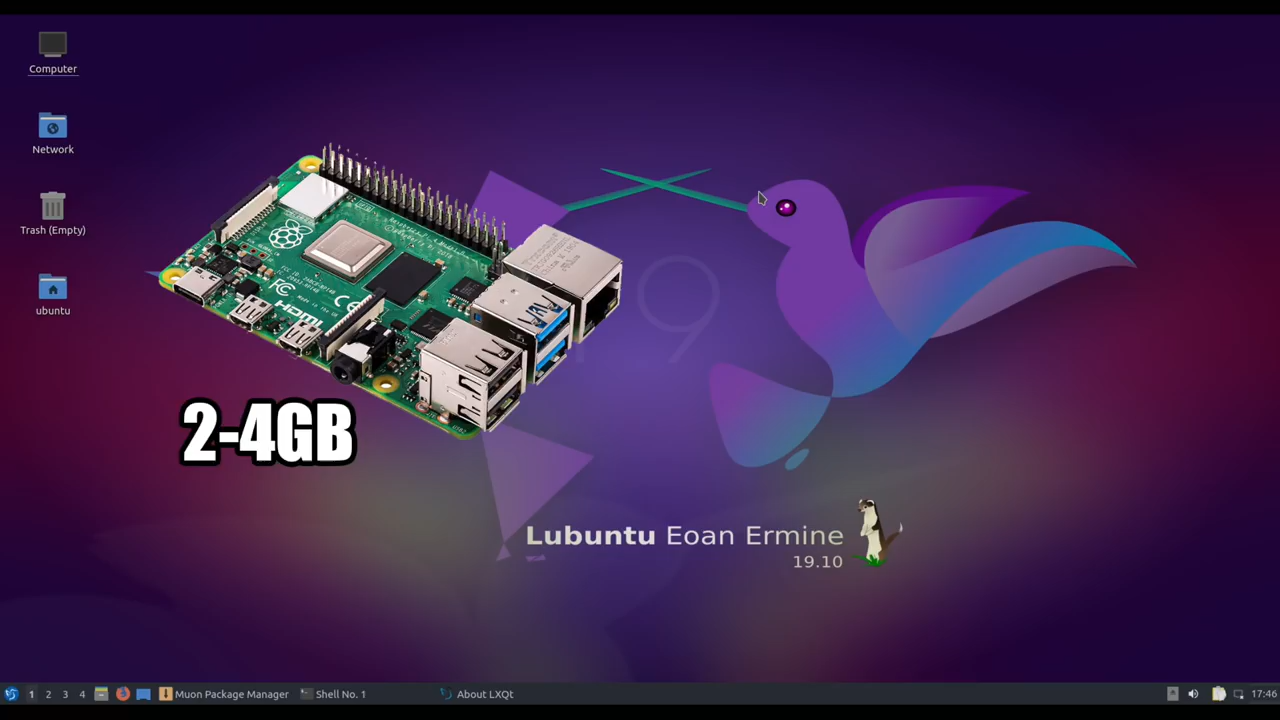 Computer
Network
Trash (Empty)
ubuntu
HDMI
2-4GB
Lubuntu Eoan Ermine
19.10
1
2
3
4
Muon Package Manager
Shell No. 1
About LXQt
17:46